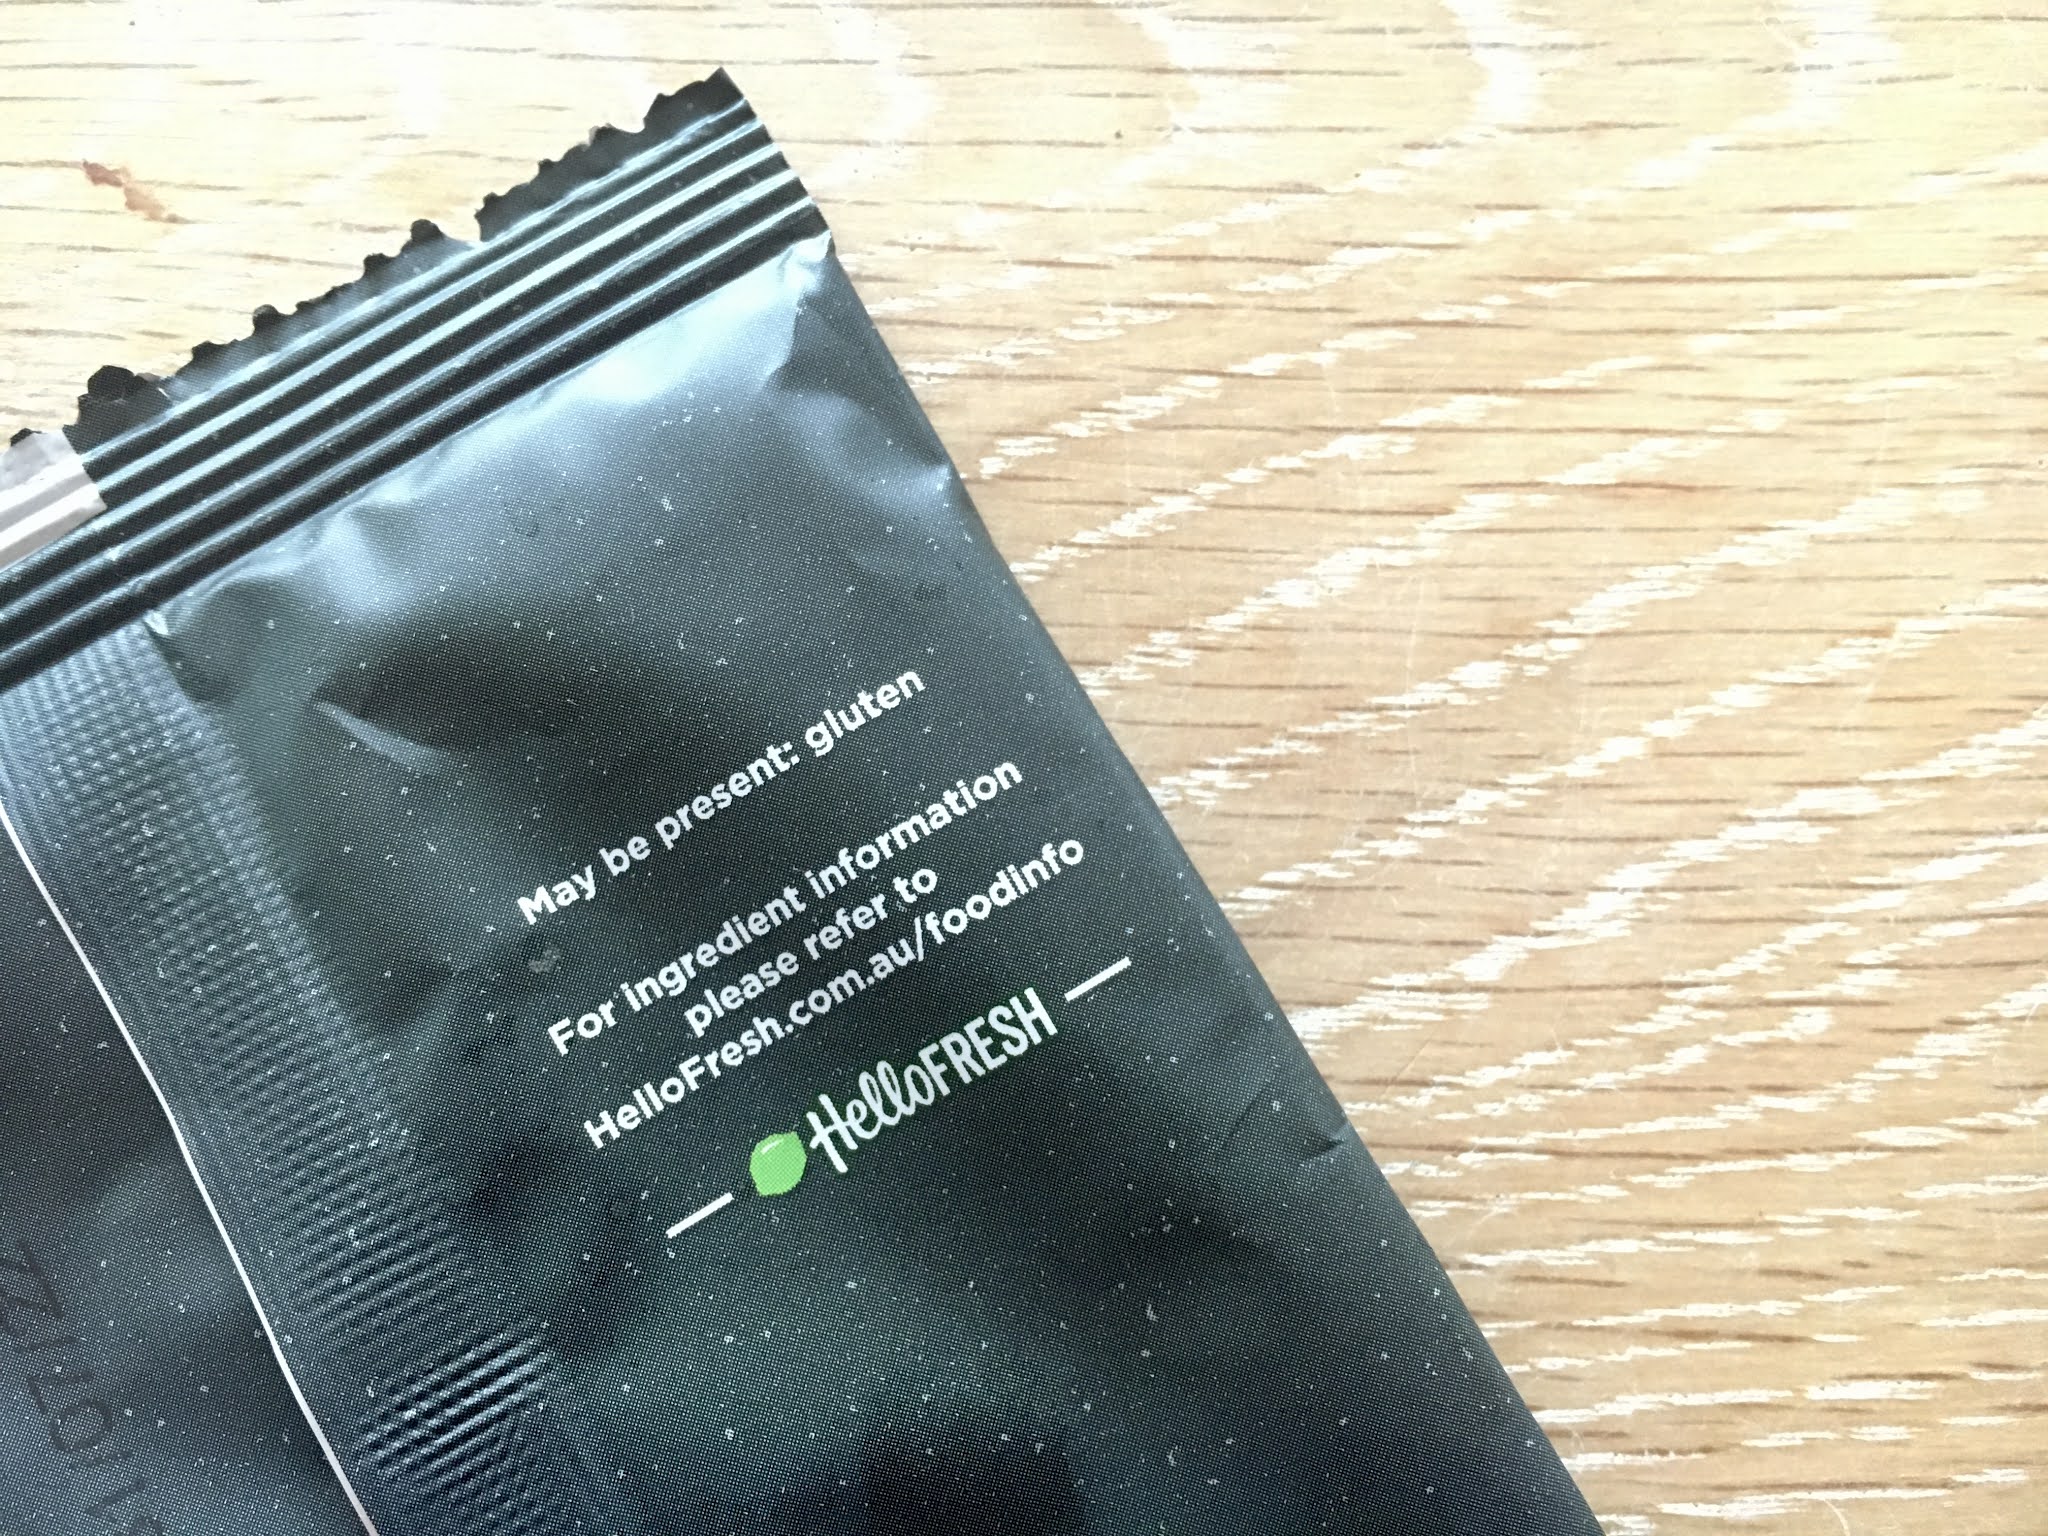 May be present: gluten
For ingredient information
please refer to
HelloFresh.com.au/foodinfo
HelloFRESH